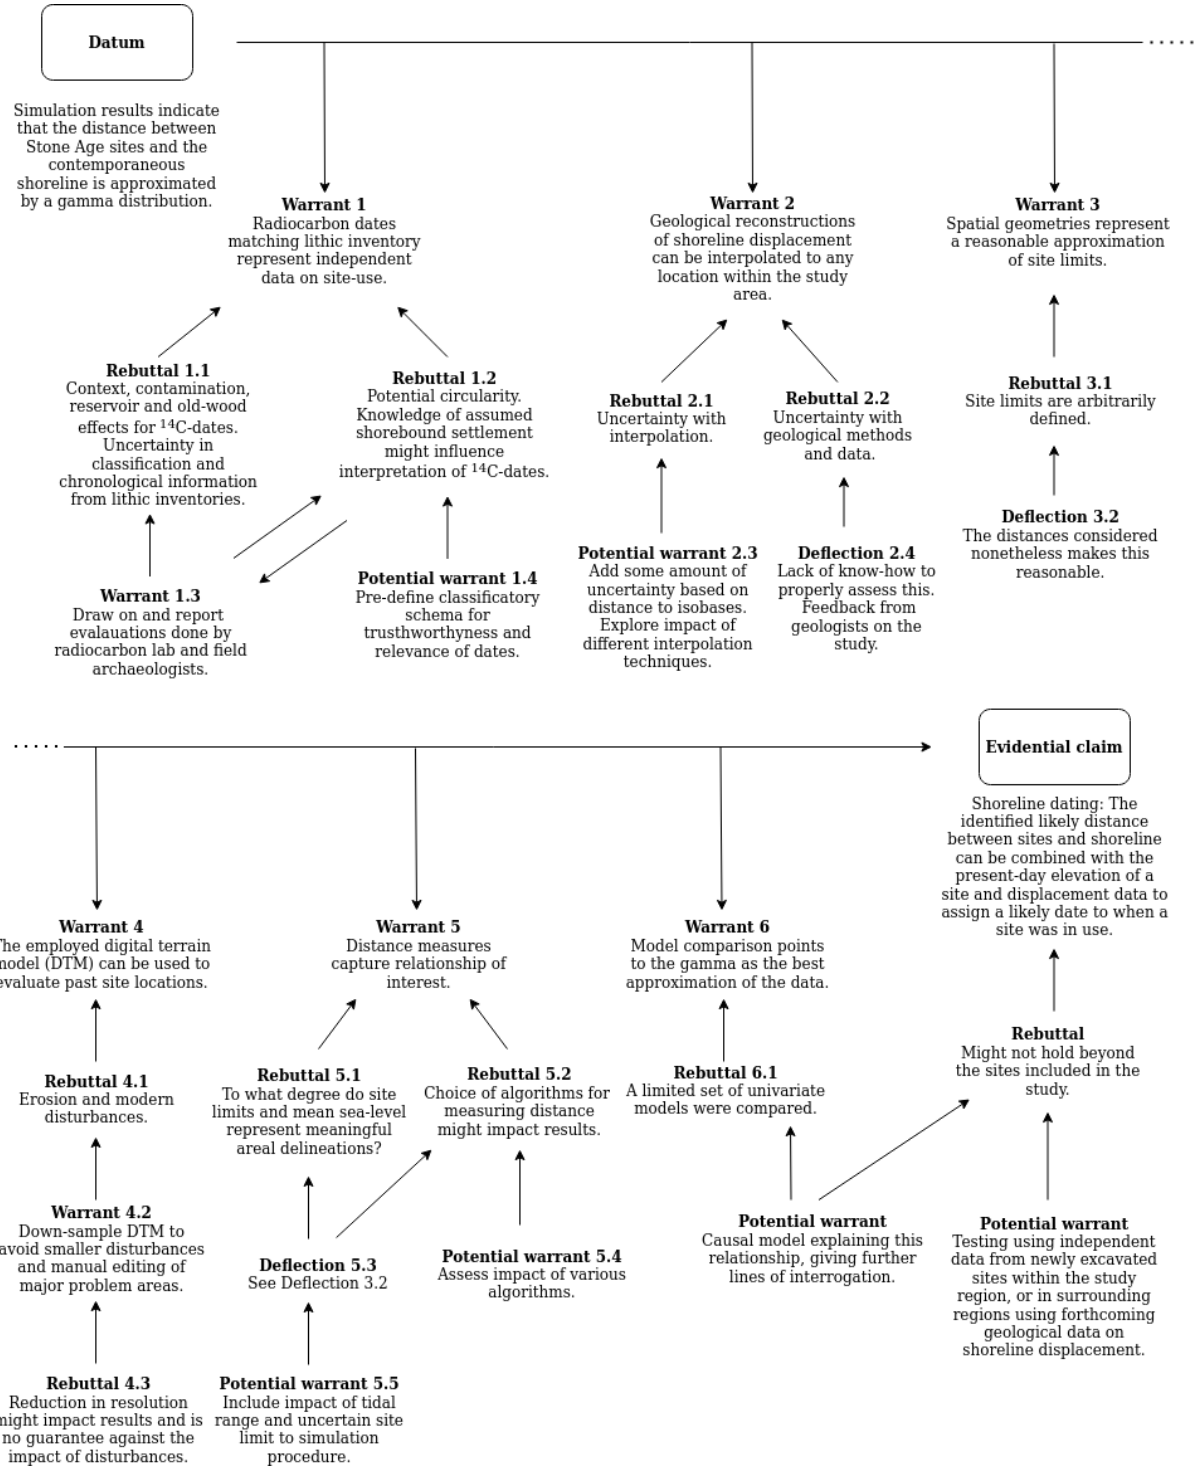 Datum
Simulation results indicate
that the distance between
Stone Age sites and the
contemporaneous
shoreline is approximated
by a gamma distribution.
Warrant 1
Radiocarbon dates
matching lithic inventory
represent independent
data on site-use.
Warrant 2
Geological reconstructions
of shoreline displacement
can be interpolated to any
location within the study
area.
Warrant 3
Spatial geometries represent
a reasonable approximation
of site limits.
Rebuttal 1.1
Context, contamination,
reservoir and old-wood
effects for ¹⁴C-dates.
Uncertainty in
classification and
chronological information
from lithic inventories.
Rebuttal 1.2
Potential circularity.
Knowledge of assumed
shorebound settlement
might influence
interpretation of ¹⁴C-dates.
Rebuttal 2.1
Uncertainty with
interpolation.
Rebuttal 2.2
Uncertainty with
geological methods
and data.
Rebuttal 3.1
Site limits are arbitrarily
defined.
Warrant 1.3
Draw on and report
evalauations done by
radiocarbon lab and field
archaeologists.
Potential warrant 1.4
Pre-define classificatory
schema for
trusthworthyness and
relevance of dates.
Potential warrant 2.3
Add some amount of
uncertainty based on
distance to isobases.
Explore impact of
different interpolation
techniques.
Deflection 2.4
Lack of know-how to
properly assess this.
Feedback from
geologists on the
study.
Deflection 3.2
The distances considered
nonetheless makes this
reasonable.
Evidential claim
Shoreline dating: The
identified likely distance
between sites and shoreline
can be combined with the
present-day elevation of a
site and displacement data to
assign a likely date to when a
site was in use.
Warrant 4
The employed digital terrain
model (DTM) can be used to
evaluate past site locations.
Warrant 5
Distance measures
capture relationship of
interest.
Warrant 6
Model comparison points
to the gamma as the best
approximation of the data.
Rebuttal
Might not hold beyond
the sites included in the
study.
Rebuttal 4.1
Erosion and modern
disturbances.
Rebuttal 5.1
To what degree do site
limits and mean sea-level
represent meaningful
areal delineations?
Rebuttal 5.2
Choice of algorithms for
measuring distance
might impact results.
Rebuttal 6.1
A limited set of univariate
models were compared.
Warrant 4.2
Down-sample DTM to
avoid smaller disturbances
and manual editing of
major problem areas.
Deflection 5.3
See Deflection 3.2
Potential warrant 5.4
Assess impact of various
algorithms.
Potential warrant
Causal model explaining this
relationship, giving further
lines of interrogation.
Potential warrant
Testing using independent
data from newly excavated
sites within the study
region, or in surrounding
regions using forthcoming
geological data on
shoreline displacement.
Rebuttal 4.3
Reduction in resolution
might impact results and is
no guarantee against the
impact of disturbances.
Potential warrant 5.5
Include impact of tidal
range and uncertain site
limit to simulation
procedure.